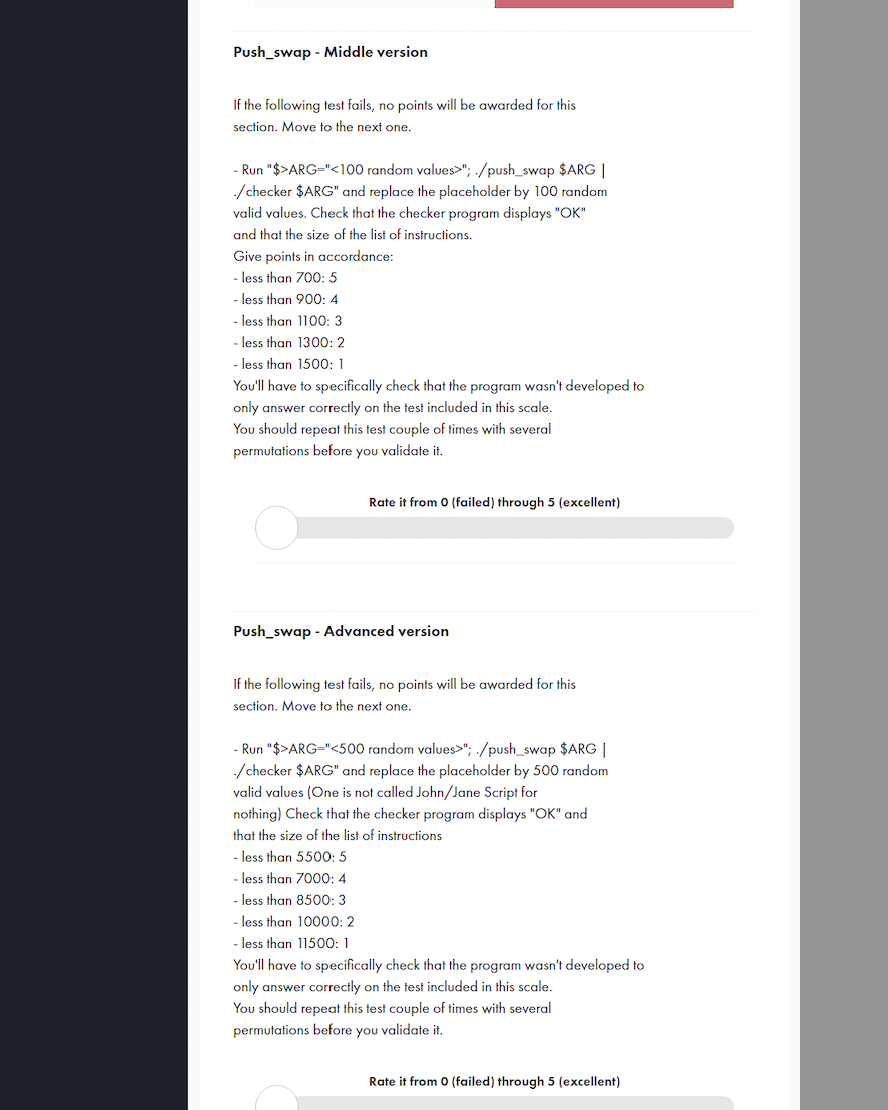 Push_swap - Middle version
If the following test fails, no points will be awarded for this
section. Move to the next one.
- Run "$>ARG="<100 random values>"; ./push_swap $ARG |
./checker $ARG" and replace the placeholder by 100 random
valid values. Check that the checker program displays "OK"
and that the size of the list of instructions.
Give points in accordance:
- less than 700: 5
- less than 900: 4
- less than 1100: 3
- less than 1300: 2
- less than 1500: 1
You'll have to specifically check that the program wasn't developed to
only answer correctly on the test included in this scale.
You should repeat this test couple of times with several
permutations before you validate it.
Rate it from 0 (failed) through 5 (excellent)
Push_swap - Advanced version
If the following test fails, no points will be awarded for this
section. Move to the next one.
- Run "$>ARG="<500 random values>"; ./push_swap $ARG |
./checker $ARG" and replace the placeholder by 500 random
valid values (One is not called John/Jane Script for
nothing) Check that the checker program displays "OK" and
that the size of the list of instructions
- less than 5500: 5
- less than 7000: 4
- less than 8500: 3
- less than 10000: 2
- less than 11500: 1
You'll have to specifically check that the program wasn't developed to
only answer correctly on the test included in this scale.
You should repeat this test couple of times with several
permutations before you validate it.
Rate it from 0 (failed) through 5 (excellent)